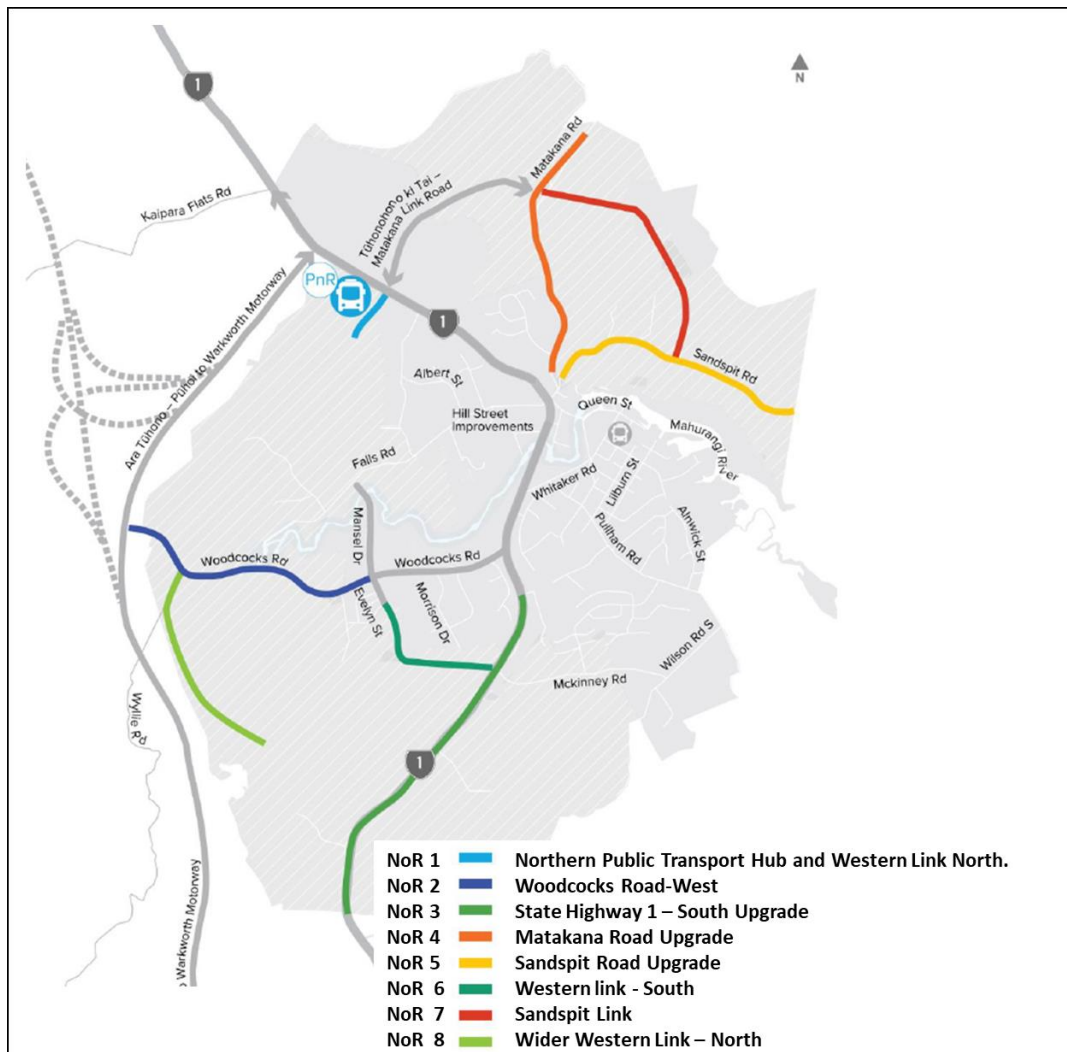 1
N
Matakana Rd
Tūhonohono ki Tai –
Matakana Link Road
Kaipara Flats Rd
PnR
1
Ara Tūhono – Pūhoi to Warkworth Motorway
Sandspit Rd
Albert St
Hill Street
Improvements
Queen St
Mahurangi
River
Falls Rd
Whitaker Rd
Lilburn St
Pulham Rd
Alnwick St
Mansel Dr
Woodcocks Rd
Woodcocks Rd
Evelyn St
Morrison Dr
Wilson Rd S
Mckinney Rd
Wyllie Rd
1
o Warkworth Motorway
NoR 1 Northern Public Transport Hub and Western Link North.
NoR 2 Woodcocks Road-West
NoR 3 State Highway 1 – South Upgrade
NoR 4 Matakana Road Upgrade
NoR 5 Sandspit Road Upgrade
NoR 6 Western link - South
NoR 7 Sandspit Link
NoR 8 Wider Western Link – North